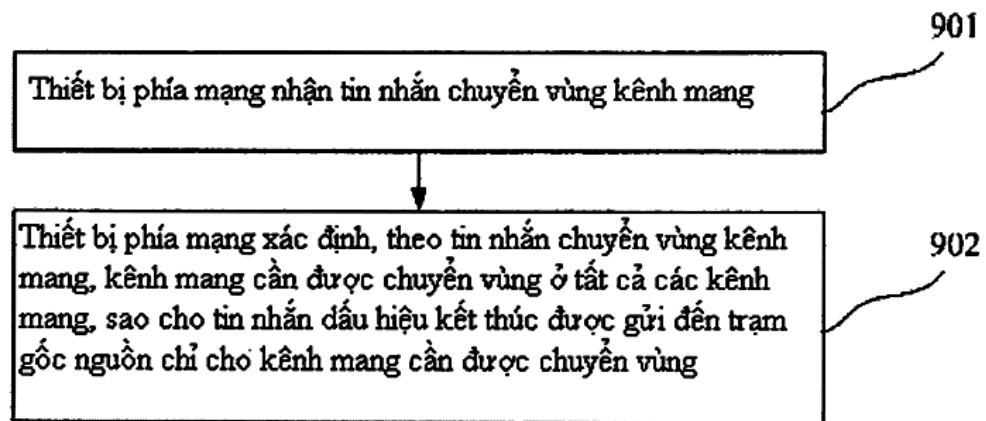 901
Thiết bị phía mạng nhận tin nhắn chuyển vùng kênh mang
Thiết bị phía mạng xác định, theo tin nhắn chuyển vùng kênh
mang, kênh mang cần được chuyển vùng ở tất cả các kênh
mang, sao cho tin nhắn dấu hiệu kết thúc được gửi đến trạm
gốc nguồn chỉ cho kênh mang cần được chuyển vùng
902